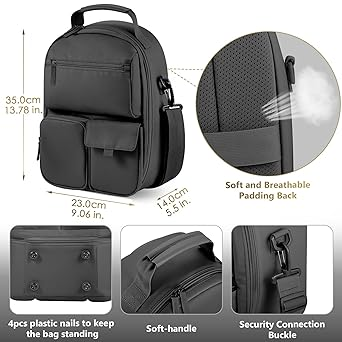 35.0cm
13.78 in.
23.0cm
9.06 in.
14.0cm
5.5 in.
Soft and Breathable
Padding Back
4pcs plastic nails to keep
the bag standing
Soft-handle
Security Connection
Buckle